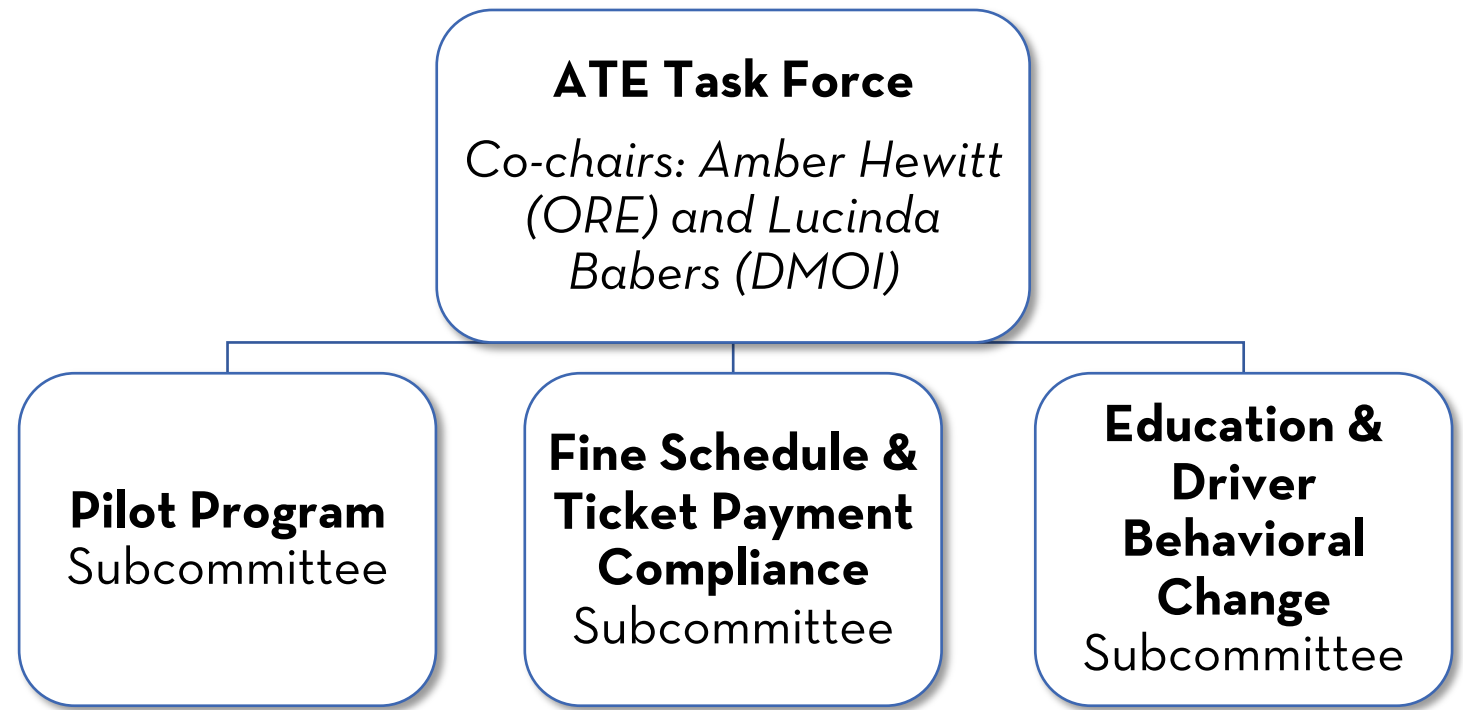 ATE Task Force
Co-chairs: Amber Hewitt
(ORE) and Lucinda
Babers (DMOI)
Pilot Program
Subcommittee
Fine Schedule &
Ticket Payment
Compliance
Subcommittee
Education &
Driver
Behavioral
Change
Subcommittee